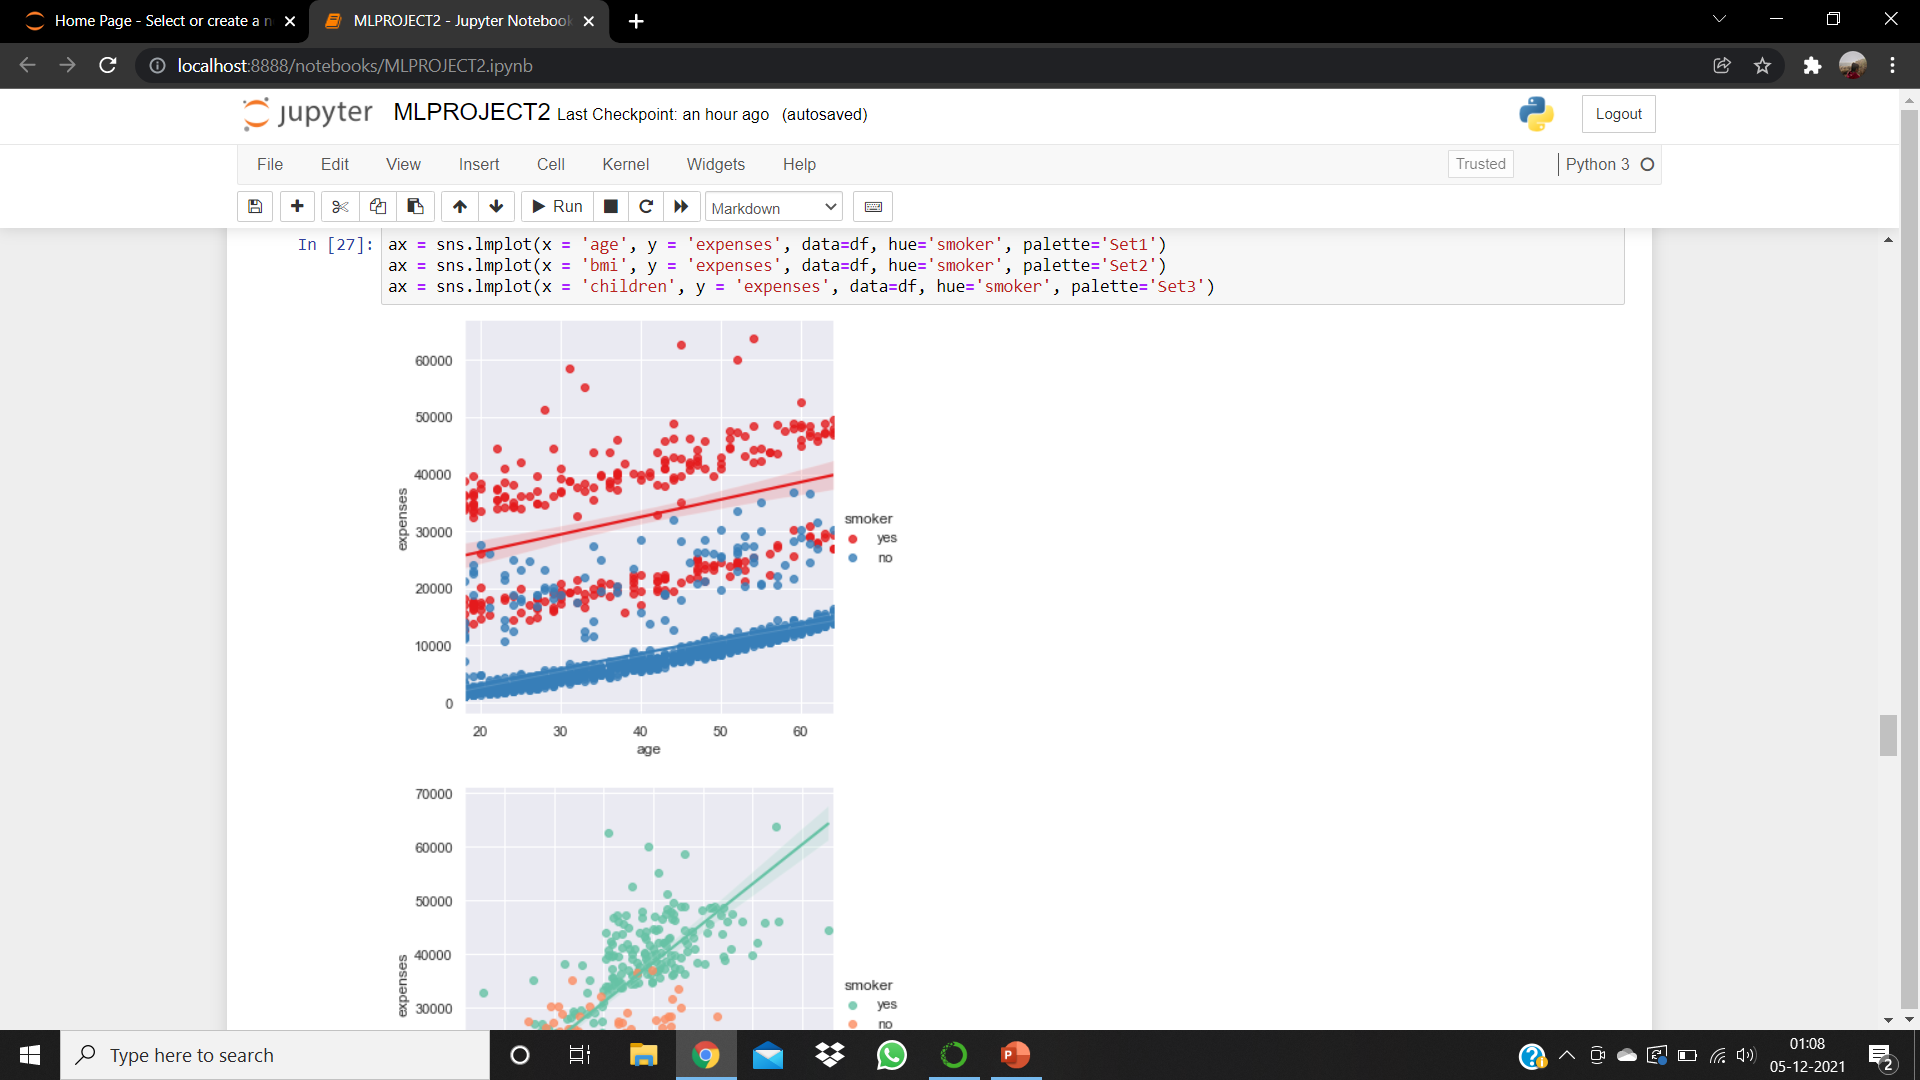 Home Page - Select or create a n
MLPROJECT2 - Jupyter Notebook
localhost:8888/notebooks/MLPROJECT2.ipynb
jupyter MLPROJECT2 Last Checkpoint: an hour ago (autosaved)
Logout
File Edit View Insert Cell Kernel Widgets Help
Trusted
Python 3
Run
Markdown
In [27]: ax = sns.lmplot(x = 'age', y = 'expenses', data=df, hue='smoker', palette='Set1')
ax = sns.lmplot(x = 'bmi', y = 'expenses', data=df, hue='smoker', palette='Set2')
ax = sns.lmplot(x = 'children', y = 'expenses', data=df, hue='smoker', palette='Set3')
60000
50000
40000
30000
20000
10000
0
expenses
20 30 40 50 60
age
smoker
yes
no
70000
60000
50000
40000
30000
expenses
smoker
yes
no
Type here to search
P
01:08
05-12-2021
2